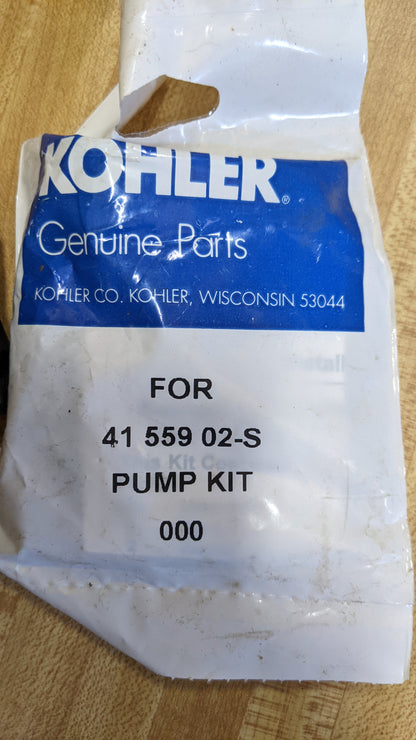 KOHLER®
Genuine Parts
KOHLER CO. KOHLER, WISCONSIN 53044
FOR
41 559 02-S
PUMP KIT
000